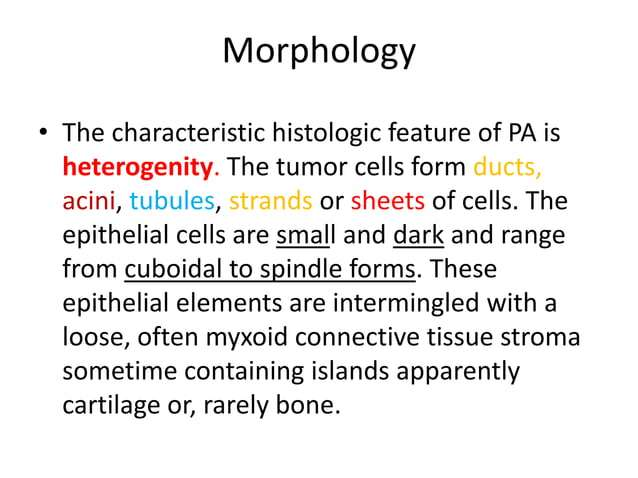 Morphology
• The characteristic histologic feature of PA is
heterogenity. The tumor cells form ducts,
acini, tubules, strands or sheets of cells. The
epithelial cells are small and dark and range
from cuboidal to spindle forms. These
epithelial elements are intermingled with a
loose, often myxoid connective tissue stroma
sometime containing islands apparently
cartilage or, rarely bone.